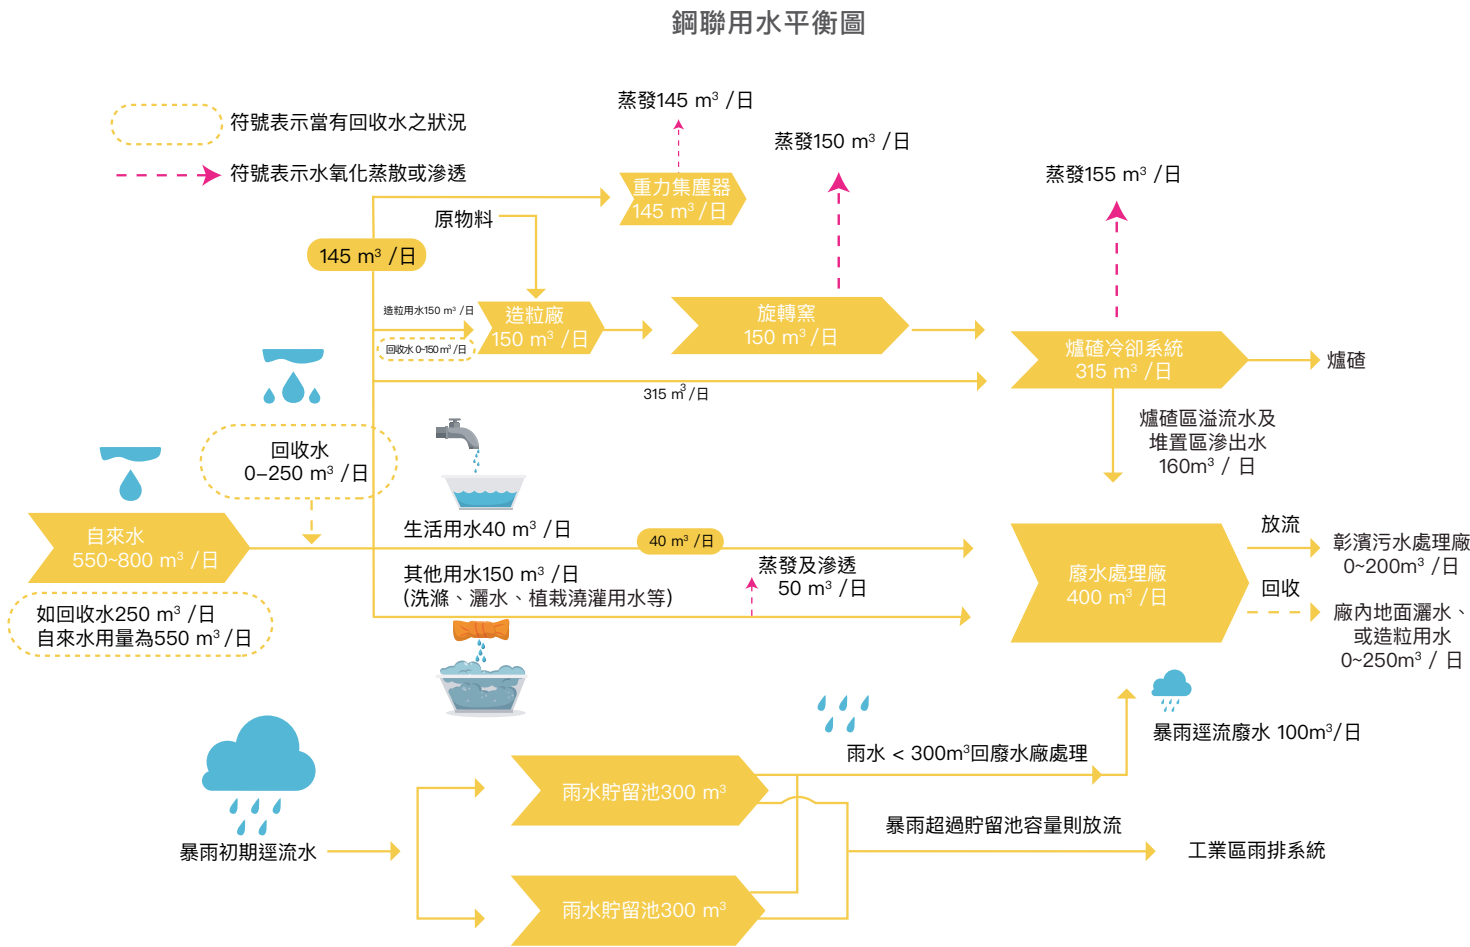 鋼聯用水平衡圖
符號表示當有回收水之狀況
符號表示水氧化蒸散或滲透
蒸發145 m³ /日
蒸發150 m³ /日
蒸發155 m³ /日
重力集塵器
145 m³ /日
原物料
145 m³ /日
造粒用水150 m³ /日
回收水 0~150 m³ /日
造粒廠
150 m³ /日
旋轉窯
150 m³ /日
爐碴冷卻系統
315 m³ /日
爐碴
315 m³ /日
爐碴區溢流水及
堆置區滲出水
160m³ / 日
回收水
0–250 m³ /日
自來水
550~800 m³ /日
如回收水250 m³ /日
自來水用量為550 m³ /日
生活用水40 m³ /日
40 m³ /日
其他用水150 m³ /日
(洗滌、灑水、植栽澆灌用水等)
蒸發及滲透
50 m³ /日
廢水處理廠
400 m³ /日
放流
彰濱污水處理廠
0~200m³ /日
回收
廠內地面灑水、
或造粒用水
0~250m³ / 日
暴雨逕流廢水 100m³/日
雨水 < 300m³回廢水廠處理
雨水貯留池300 m³
暴雨初期逕流水
暴雨超過貯留池容量則放流
工業區雨排系統
雨水貯留池300 m³